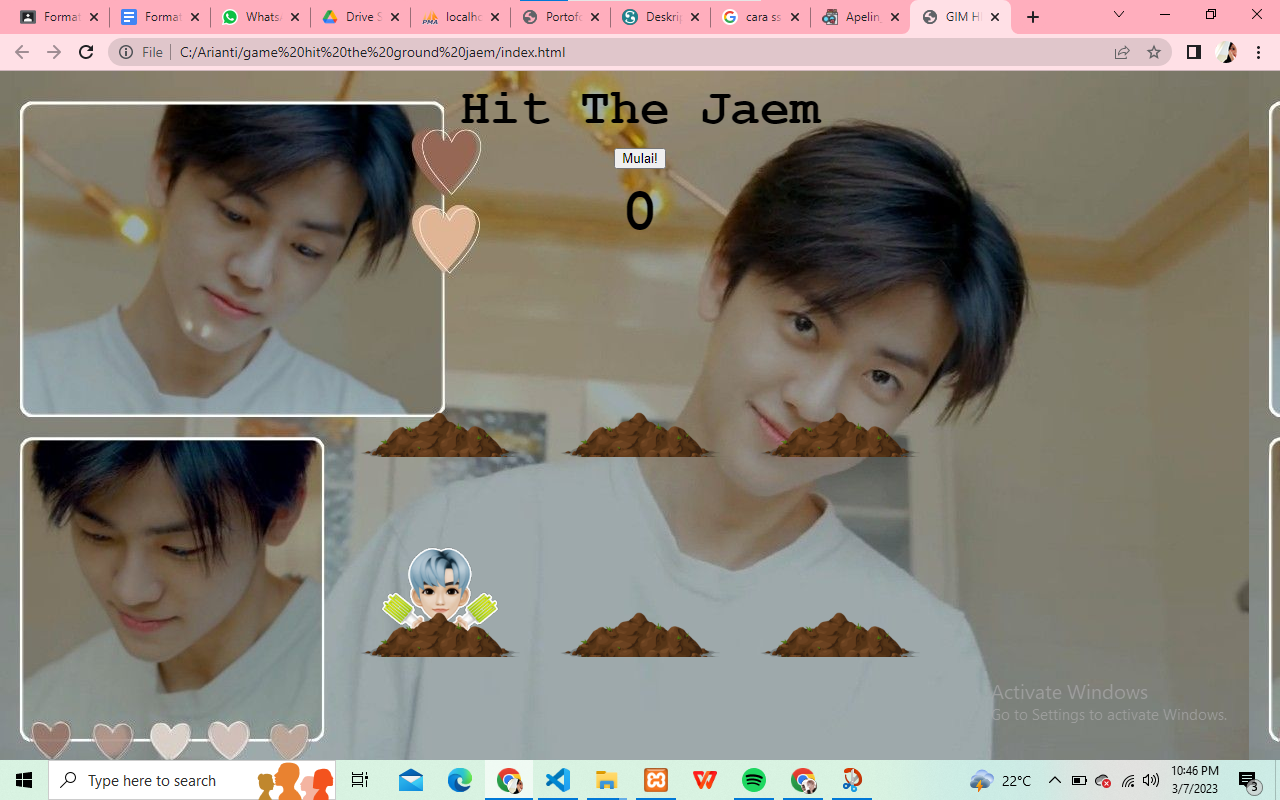 Format
Format
Whats
Drive S
localho
Portofo
Deskrip
cara ss
Apelin
GIM Hi
File
C:/Arianti/game%20hit%20the%20ground%20jaem/index.html
Hit The Jaem
Mulai!
0
Activate Windows
Go to Settings to activate Windows.
Type here to search
22°C
10:46 PM
3/7/2023
3